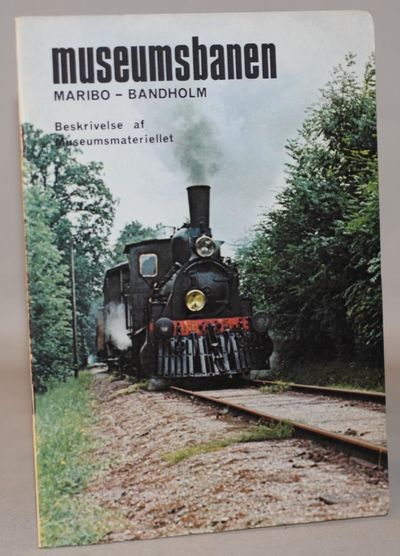 museumsbanen
MARIBO – BANDHOLM
Beskrivelse af
Museumsmateriellet